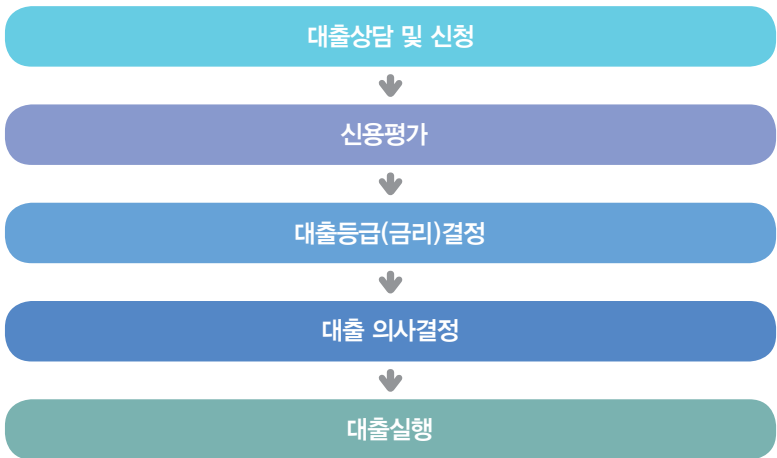 대출상담 및 신청
신용평가
대출등급(금리)결정
대출 의사결정
대출실행